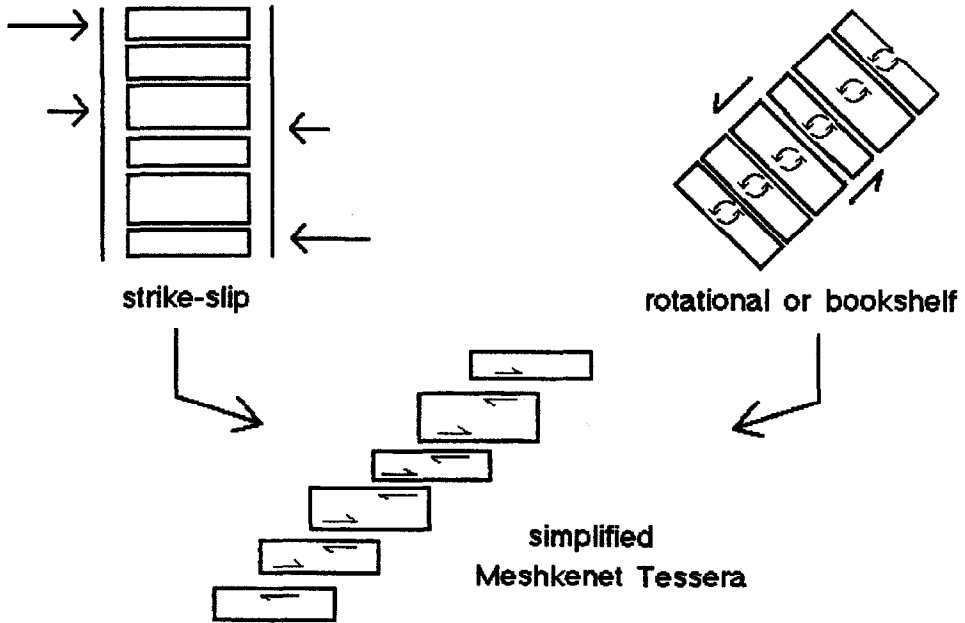 strike-slip
rotational or bookshelf
simplified
Meshkenet Tessera